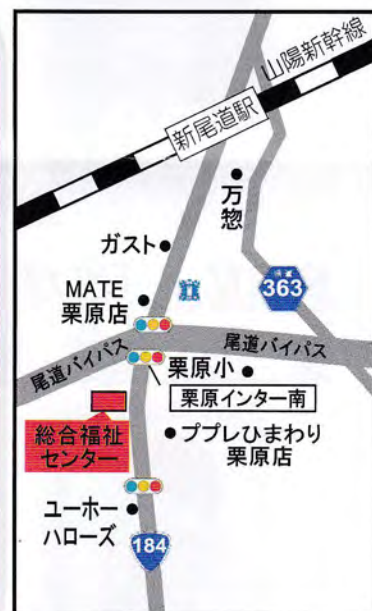 山陽新幹線
新尾道駅
万惣
ガスト
363
MATE
栗原店
尾道バイパス
尾道バイパス
栗原小
栗原インター南
総合福祉
センター
ププレひまわり
栗原店
ユーホー
ハローズ
184